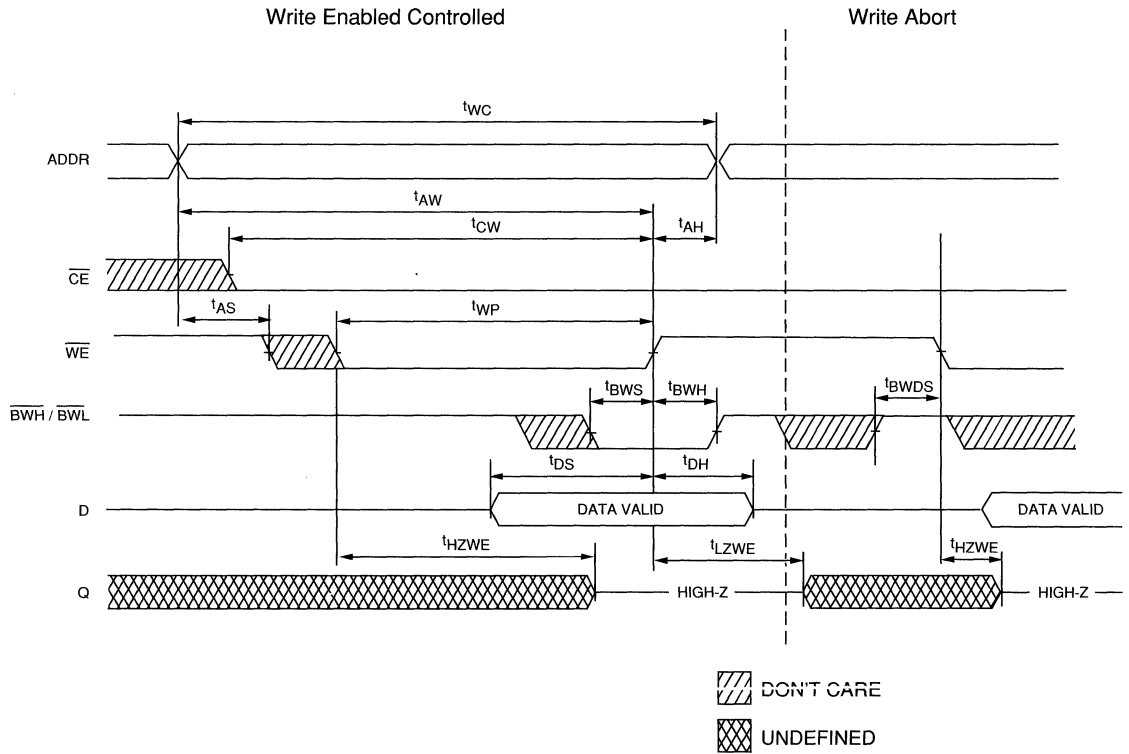 Write Enabled Controlled
Write Abort
tWC
ADDR
tAW
tCW
tAH
CE
tAS
tWP
WE
tBWS
tBWH
tBWDS
BWH / BWL
tDS
tDH
D
DATA VALID
DATA VALID
tHZWE
tLZWE
tHZWE
Q
HIGH-Z
HIGH-Z
DON'T CARE
UNDEFINED